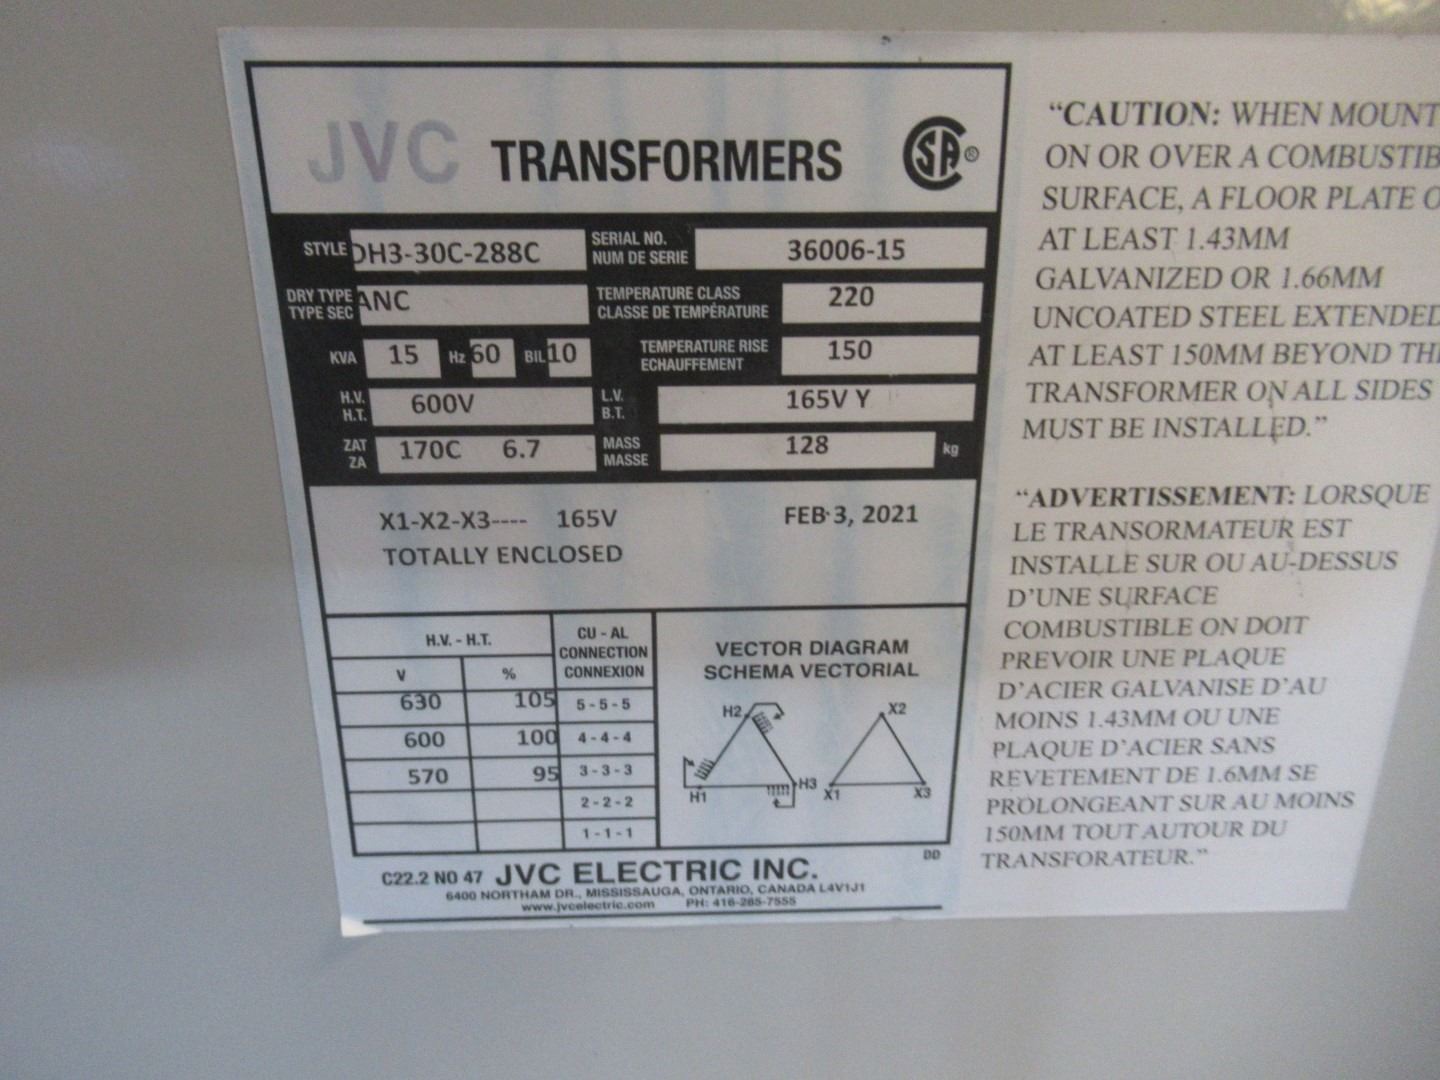 JVC TRANSFORMERS
CSA®
STYLE DH3-30C-288C SERIAL NO. 36006-15
NUM DE SERIE
DRY TYPE ANC TEMPERATURE CLASS 220
TYPE SEC CLASSE DE TEMPÉRATURE
KVA 15 Hz 60 BIL 10 TEMPERATURE RISE 150
ECHAUFFEMENT
H.V. 600V L.V. 165V Y
H.T. B.T.
ZAT 170C 6.7 MASS 128 kg
ZA MASSE
X1-X2-X3---- 165V FEB 3, 2021
TOTALLY ENCLOSED
H.V. - H.T. CU - AL
CONNECTION
CONNEXION
V %
630 105 5 - 5 - 5
600 100 4 - 4 - 4
570 95 3 - 3 - 3
2 - 2 - 2
1 - 1 - 1
VECTOR DIAGRAM
SCHEMA VECTORIAL
H2 X2
H1 H3 X1 X3
DD
C22.2 NO 47 JVC ELECTRIC INC.
6400 NORTHAM DR., MISSISSAUGA, ONTARIO, CANADA L4V1J1
www.jvcelectric.com PH: 416-285-7555
“CAUTION: WHEN MOUNT
ON OR OVER A COMBUSTIB
SURFACE, A FLOOR PLATE O
AT LEAST 1.43MM
GALVANIZED OR 1.66MM
UNCOATED STEEL EXTENDED
AT LEAST 150MM BEYOND TH
TRANSFORMER ON ALL SIDES
MUST BE INSTALLED.”
“ADVERTISSEMENT: LORSQUE
LE TRANSORMATEUR EST
INSTALLE SUR OU AU-DESSUS
D’UNE SURFACE
COMBUSTIBLE ON DOIT
PREVOIR UNE PLAQUE
D’ACIER GALVANISE D’AU
MOINS 1.43MM OU UNE
PLAQUE D’ACIER SANS
REVETEMENT DE 1.6MM SE
PROLONGEANT SUR AU MOINS
150MM TOUT AUTOUR DU
TRANSFORATEUR.”